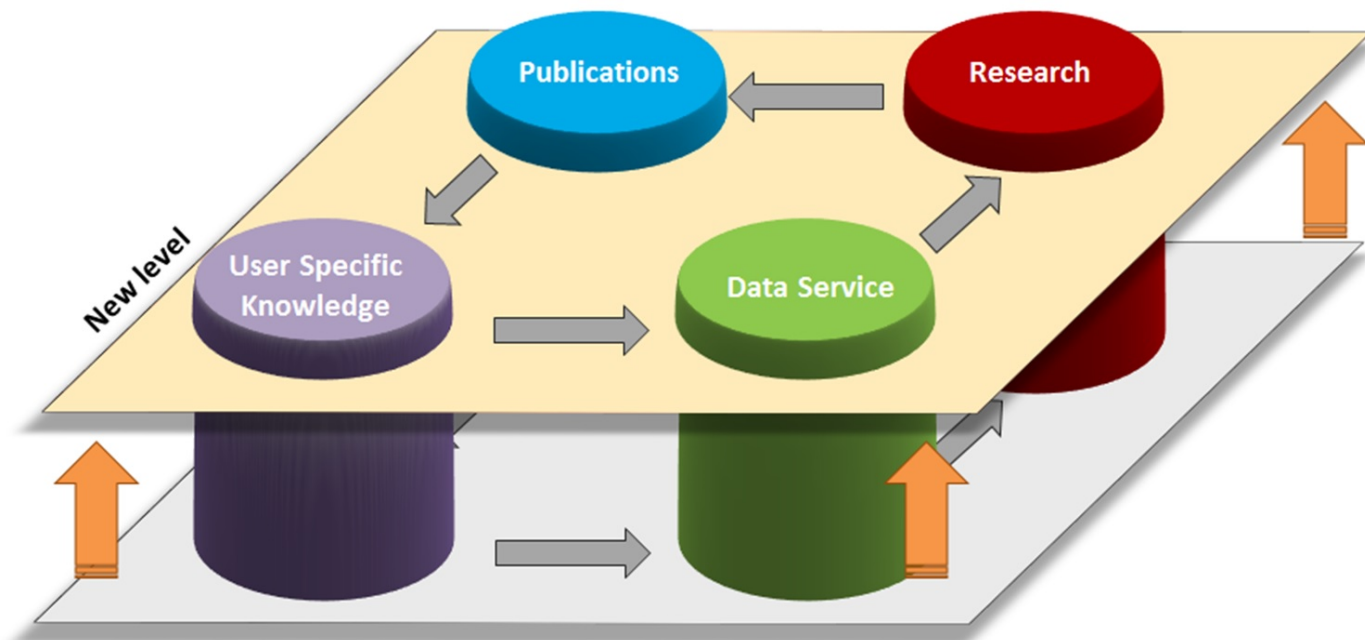 Publications
Research
New level
User Specific
Knowledge
Data Service